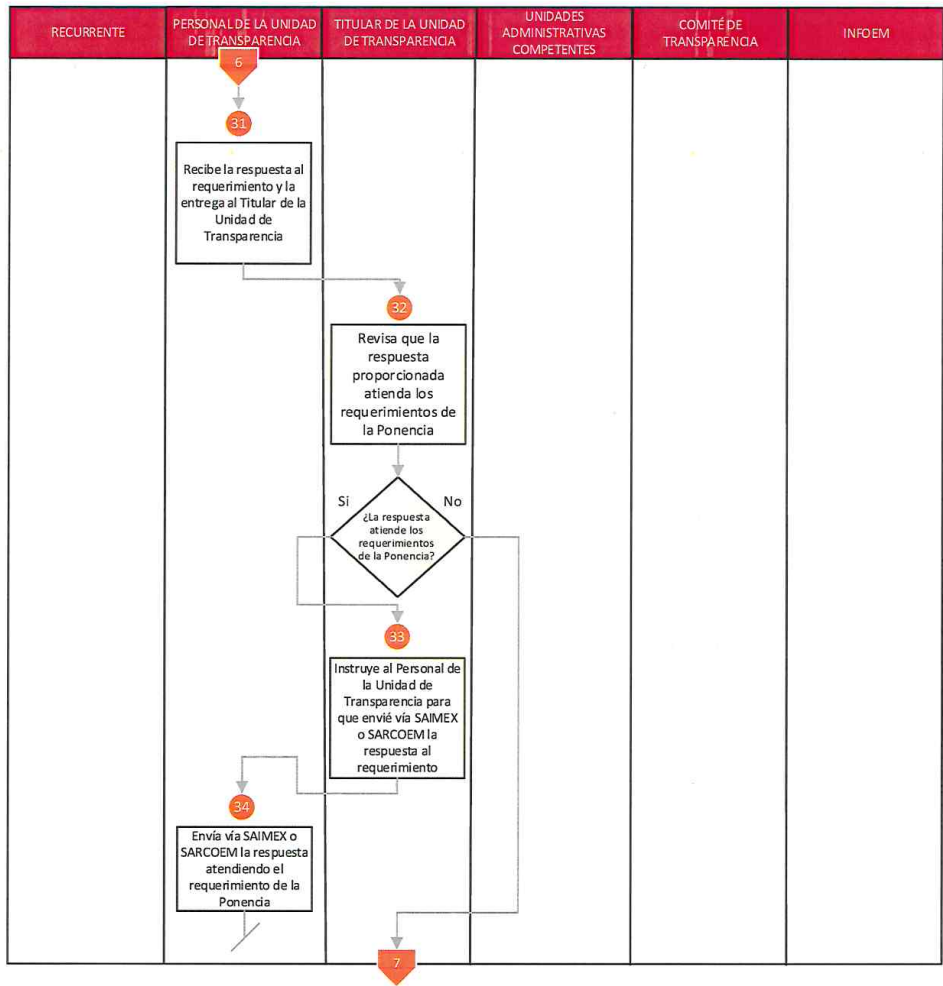 RECURRENTE
PERSONAL DE LA UNIDAD
DE TRANSPARENCIA
TITULAR DE LA UNIDAD
DE TRANSPARENCIA
UNIDADES
ADMINISTRATIVAS
COMPETENTES
COMITÉ DE
TRANSPARENCIA
INFOEM
6
31
Recibe la respuesta al
requerimiento y la
entrega al Titular de la
Unidad de
Transparencia
32
Revisa que la
respuesta
proporcionada
atienda los
requerimientos de
la Ponencia
Si
No
¿La respuesta
atiende los
requerimientos
de la Ponencia?
33
Instruye al Personal de
la Unidad de
Transparencia para
que envié vía SAIMEX
o SARCOEM la
respuesta al
requerimiento
34
Envía vía SAIMEX o
SARCOEM la respuesta
atendiendo el
requerimiento de la
Ponencia
7